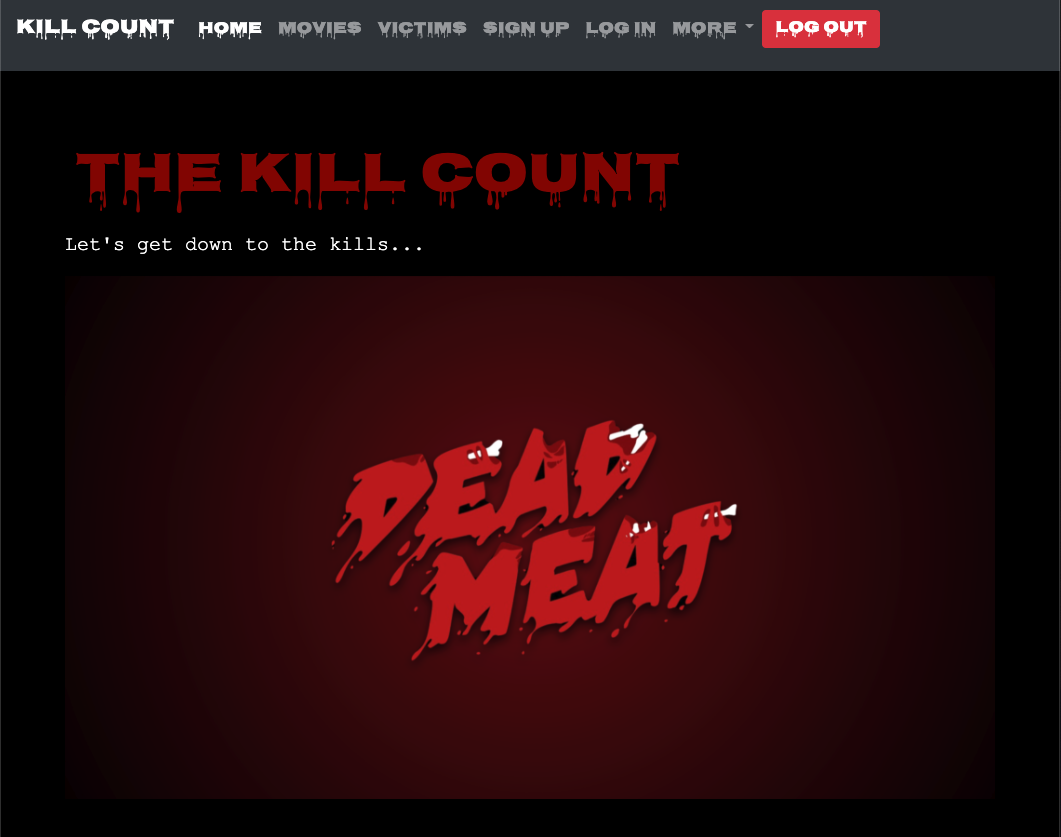 KILL COUNT HOME MOVIES VICTIMS SIGN UP LOG IN MORE LOG OUT
THE KILL COUNT
Let's get down to the kills...
DEAD
MEAT